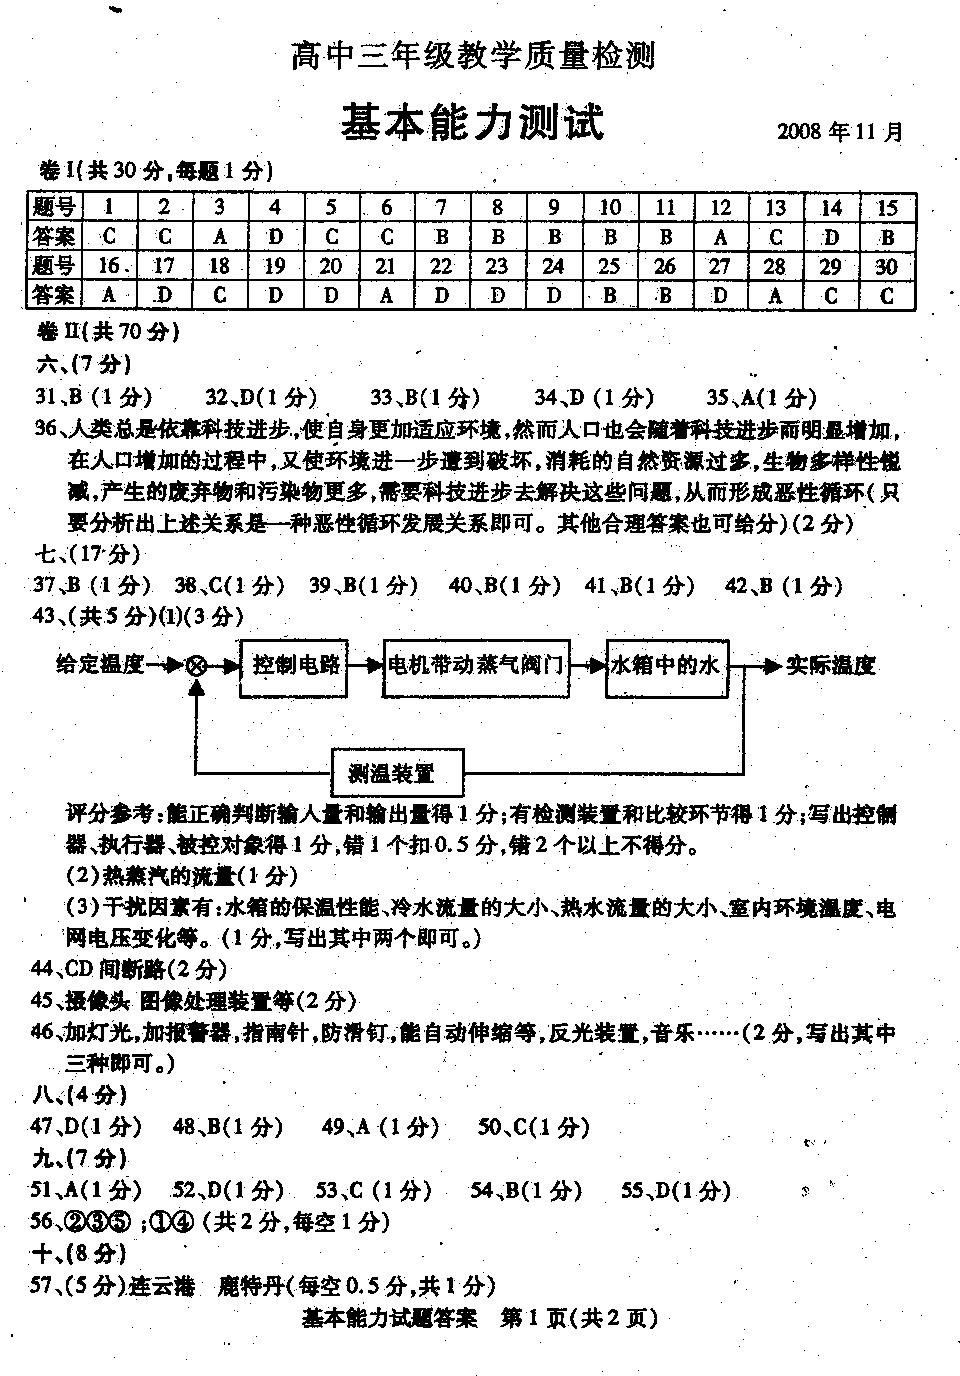 高中三年级教学质量检测
基本能力测试
2008 年 11 月
卷 I(共 30 分,每题 1 分)
题号 1 2 3 4 5 6 7 8 9 10 11 12 13 14 15
答案 C C A D C C B B B B B A C D B
题号 16 17 18 19 20 21 22 23 24 25 26 27 28 29 30
答案 A D C D D A D D D B B D A C C
卷 II(共 70 分)
六、(7 分)
31、B (1 分) 32、D(1 分) 33、B(1 分) 34、D (1 分) 35、A(1 分)
36、人类总是依靠科技进步,使自身更加适应环境,然而人口也会随着科技进步而明显增加,
在人口增加的过程中,又使环境进一步遭到破坏,消耗的自然资源过多,生物多样性锐
减,产生的废弃物和污染物更多,需要科技进步去解决这些问题,从而形成恶性循环(只
要分析出上述关系是一种恶性循环发展关系即可。其他合理答案也可给分)(2 分)
七、(17 分)
37、B (1 分) 38、C(1 分) 39、B(1 分) 40、B(1 分) 41、B(1 分) 42、B (1 分)
43、(共 5 分)(1)(3 分)
给定温度 控制电路 电机带动蒸气阀门 水箱中的水 实际温度
测温装置
评分参考:能正确判断输入量和输出量得 1 分;有检测装置和比较环节得 1 分;写出控制
器、执行器、被控对象得 1 分,错 1 个扣 0.5 分,错 2 个以上不得分。
(2)热蒸汽的流量(1 分)
(3)干扰因素有:水箱的保温性能、冷水流量的大小、热水流量的大小、室内环境温度、电
网电压变化等。(1 分,写出其中两个即可。)
44、CD 间断路(2 分)
45、摄像头 图像处理装置等(2 分)
46、加灯光,加报警器,指南针,防滑钉,能自动伸缩等,反光装置,音乐……(2 分,写出其中
三种即可。)
八、(4 分)
47、D(1 分) 48、B(1 分) 49、A (1 分) 50、C(1 分)
九、(7 分)
51、A(1 分) 52、D(1 分) 53、C (1 分) 54、B(1 分) 55、D(1 分)
56、②③⑤ ;①④ (共 2 分,每空 1 分)
十、(8 分)
57、(5 分)连云港 鹿特丹(每空 0.5 分,共 1 分)
基本能力试题答案 第 1 页(共 2 页)